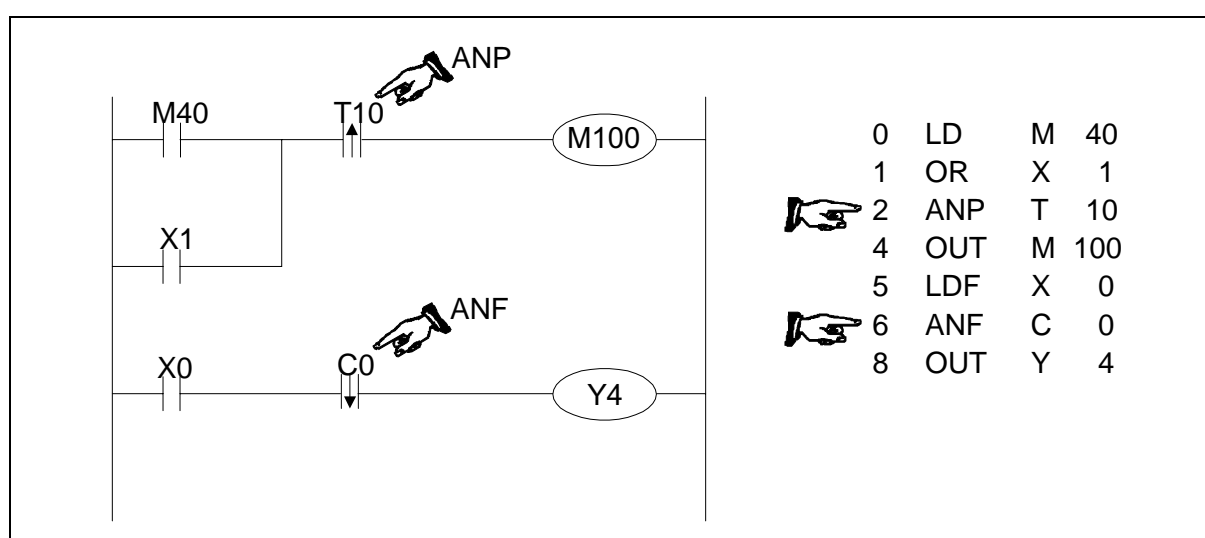 ANP
M40 T10 M100
X1
ANF
X0 C0 Y4
0 LD M 40
1 OR X 1
2 ANP T 10
4 OUT M 100
5 LDF X 0
6 ANF C 0
8 OUT Y 4